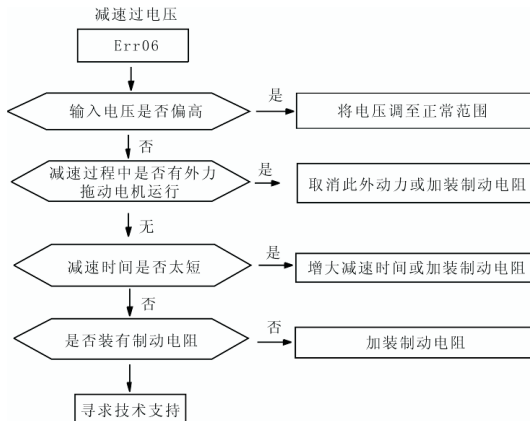 减速过电压
Err06
输入电压是否偏高
是
将电压调至正常范围
否
减速过程中是否有外力
拖动电机运行
是
取消此外动力或加装制动电阻
无
减速时间是否太短
是
增大减速时间或加装制动电阻
否
是否装有制动电阻
否
加装制动电阻
寻求技术支持